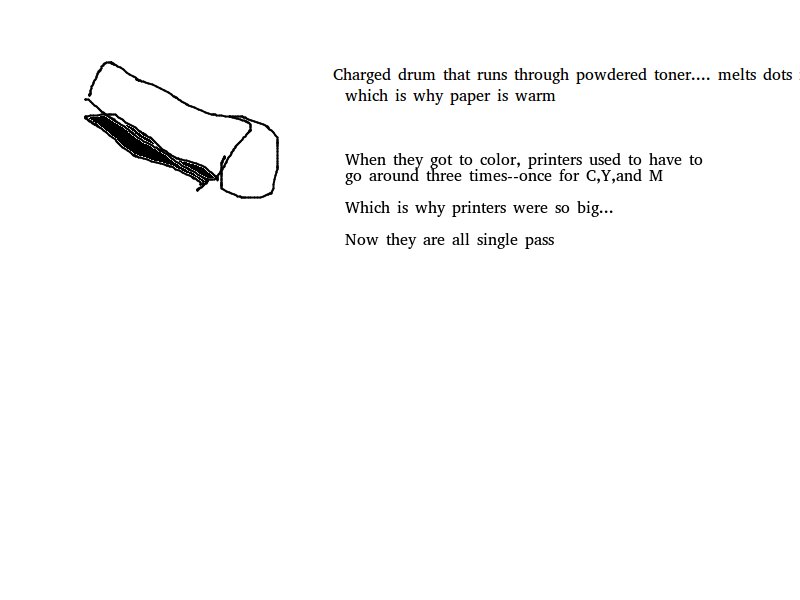 Charged drum that runs through powdered toner.... melts dots
which is why paper is warm
When they got to color, printers used to have to
go around three times--once for C,Y,and M
Which is why printers were so big...
Now they are all single pass